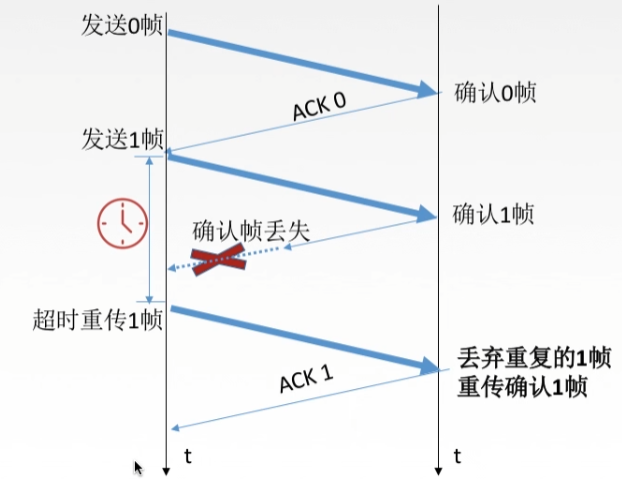 发送0帧
确认0帧
ACK 0
发送1帧
确认1帧
确认帧丢失
超时重传1帧
丢弃重复的1帧
重传确认1帧
ACK 1
t
t